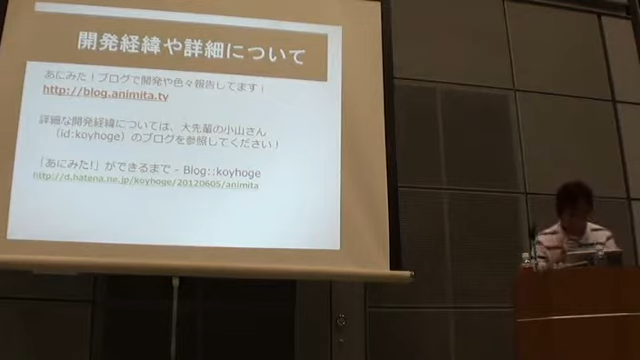 開発経緯や詳細について
あにみた！ブログで開発や色々報告してます！
http://blog.animita.tv
詳細な開発経緯については、大先輩の小山さん
（id:koyhoge）のブログを参照してください！
「あにみた!」ができるまで - Blog::koyhoge
http://d.hatena.ne.jp/koyhoge/20120605/animita